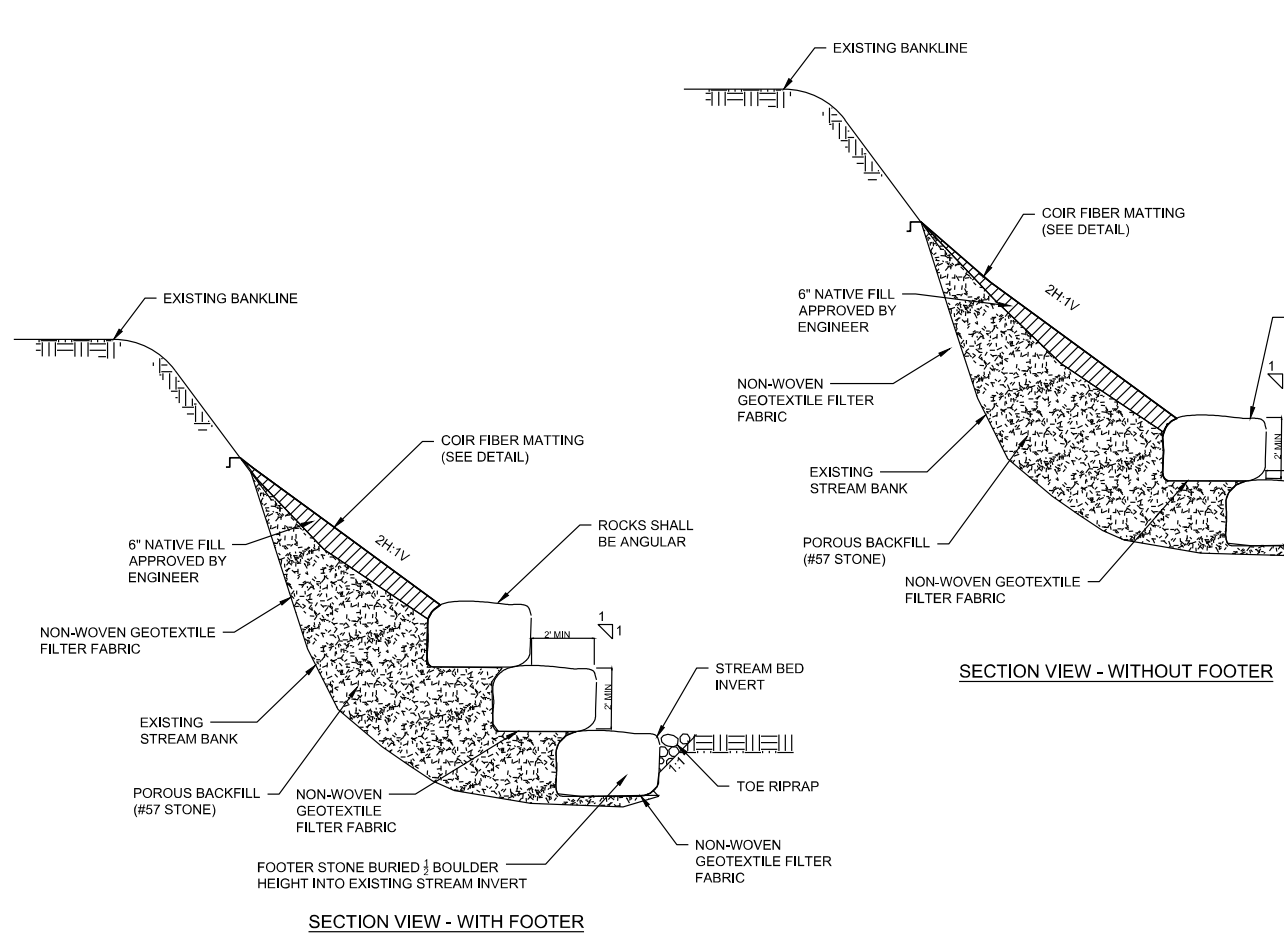 EXISTING BANKLINE
COIR FIBER MATTING
(SEE DETAIL)
2H:1V
6" NATIVE FILL
APPROVED BY
ENGINEER
NON-WOVEN
GEOTEXTILE FILTER
FABRIC
1
2' MIN
EXISTING
STREAM BANK
POROUS BACKFILL
(#57 STONE)
NON-WOVEN GEOTEXTILE
FILTER FABRIC
SECTION VIEW - WITHOUT FOOTER
EXISTING BANKLINE
COIR FIBER MATTING
(SEE DETAIL)
2H:1V
ROCKS SHALL
BE ANGULAR
6" NATIVE FILL
APPROVED BY
ENGINEER
1
1
2' MIN
NON-WOVEN GEOTEXTILE
FILTER FABRIC
STREAM BED
INVERT
2' MIN
EXISTING
STREAM BANK
1:1
TOE RIPRAP
POROUS BACKFILL
(#57 STONE)
NON-WOVEN
GEOTEXTILE
FILTER FABRIC
NON-WOVEN
GEOTEXTILE FILTER
FABRIC
FOOTER STONE BURIED ½ BOULDER
HEIGHT INTO EXISTING STREAM INVERT
SECTION VIEW - WITH FOOTER